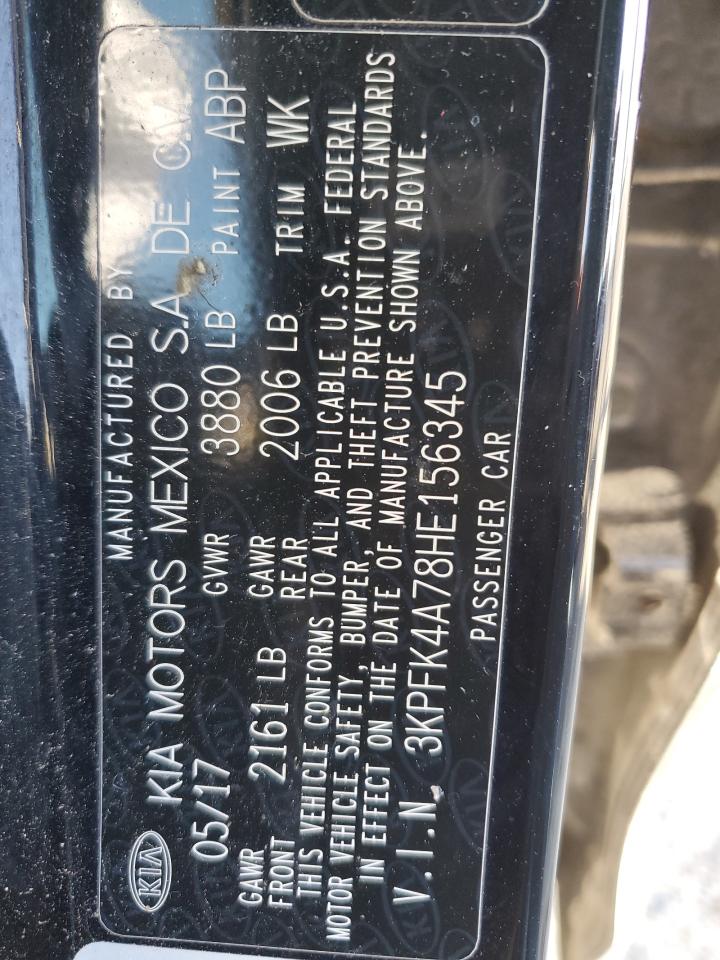 KIA
MANUFACTURED BY
KIA MOTORS MEXICO S.A DE C.V
05/17 GVWR 3880 LB PAINT ABP
GAWR FRONT 2161 LB GAWR REAR 2006 LB TRIM WK
THIS VEHICLE CONFORMS TO ALL APPLICABLE U.S.A. FEDERAL
MOTOR VEHICLE SAFETY, BUMPER, AND THEFT PREVENTION STANDARDS
IN EFFECT ON THE DATE OF MANUFACTURE SHOWN ABOVE.
V.I.N. 3KPFK4A78HE156345
PASSENGER CAR